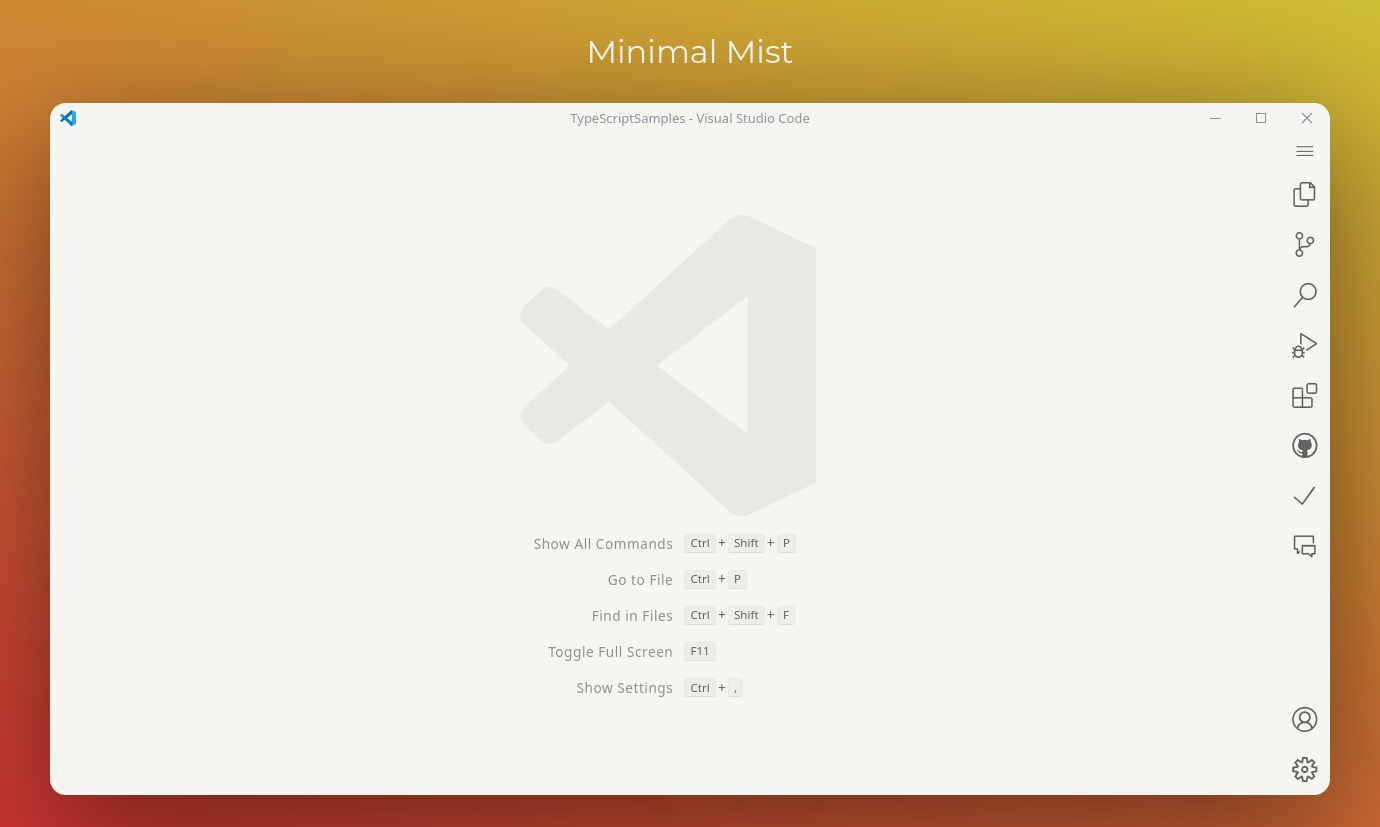 Minimal Mist
TypeScriptSamples - Visual Studio Code
Show All Commands Ctrl + Shift + P
Go to File Ctrl + P
Find in Files Ctrl + Shift + F
Toggle Full Screen F11
Show Settings Ctrl + ,